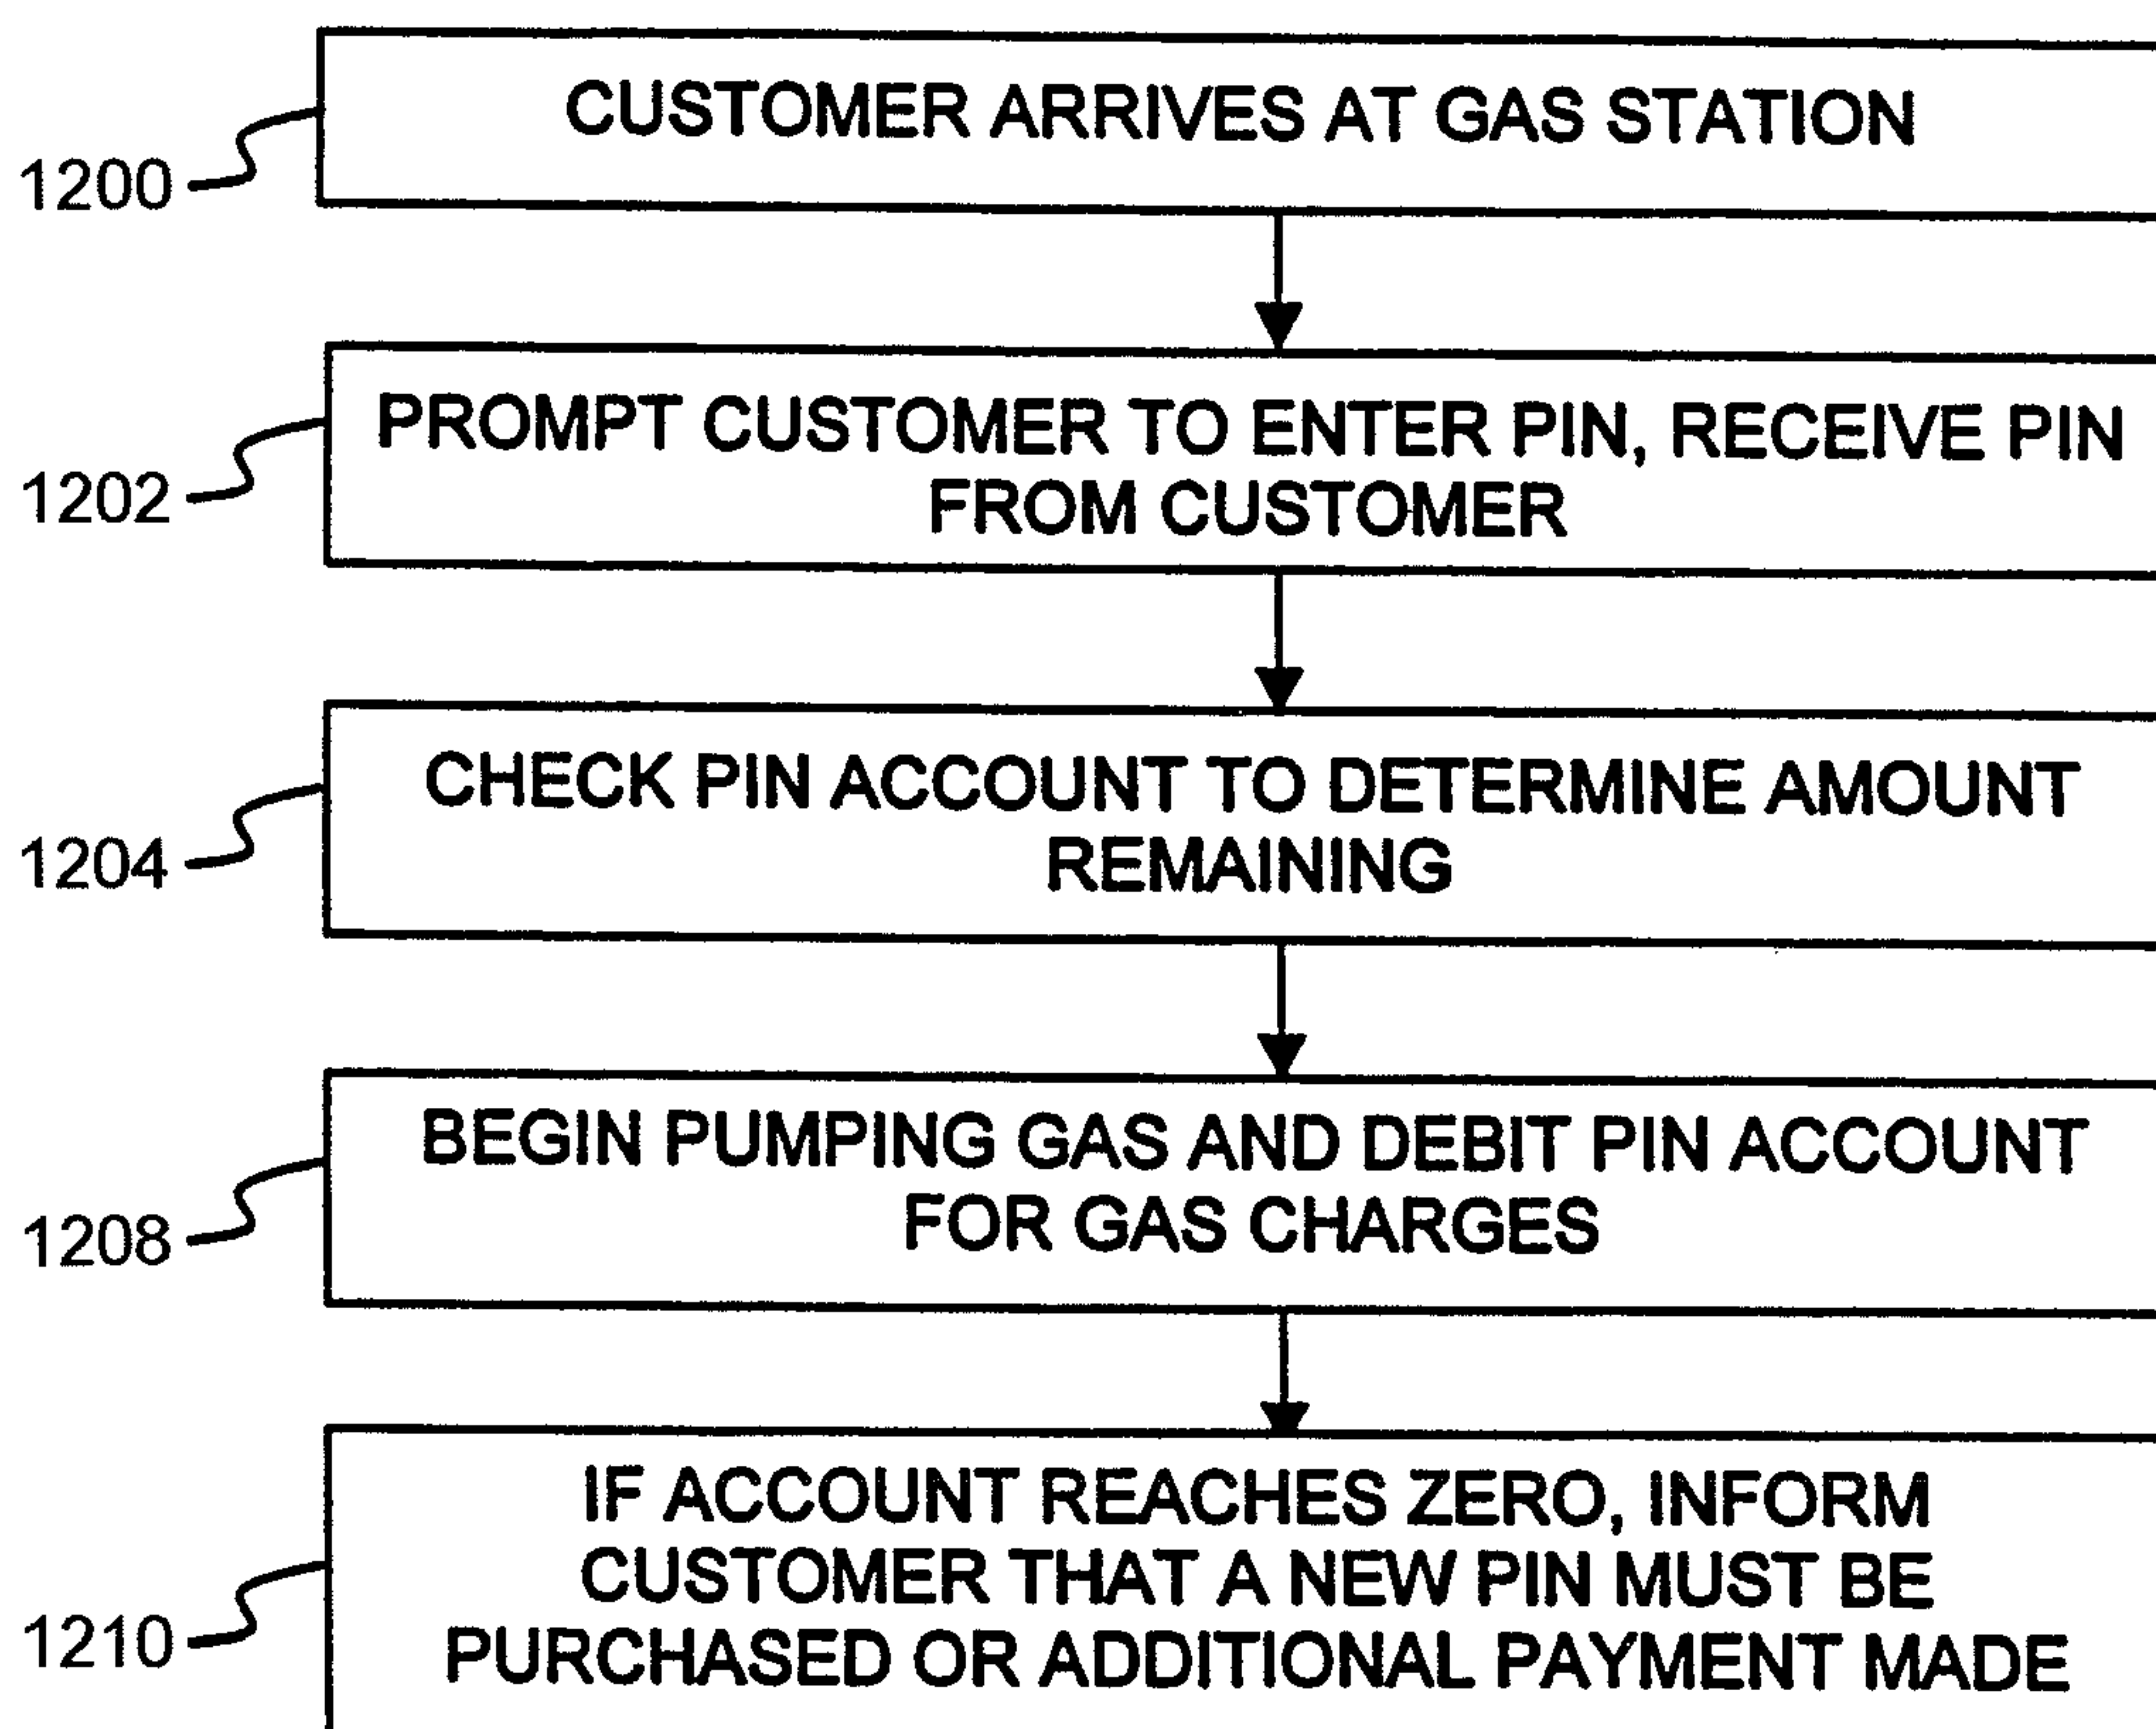 CUSTOMER ARRIVES AT GAS STATION
1200
PROMPT CUSTOMER TO ENTER PIN, RECEIVE PIN
FROM CUSTOMER
1202
CHECK PIN ACCOUNT TO DETERMINE AMOUNT
REMAINING
1204
BEGIN PUMPING GAS AND DEBIT PIN ACCOUNT
FOR GAS CHARGES
1208
IF ACCOUNT REACHES ZERO, INFORM
CUSTOMER THAT A NEW PIN MUST BE
PURCHASED OR ADDITIONAL PAYMENT MADE
1210